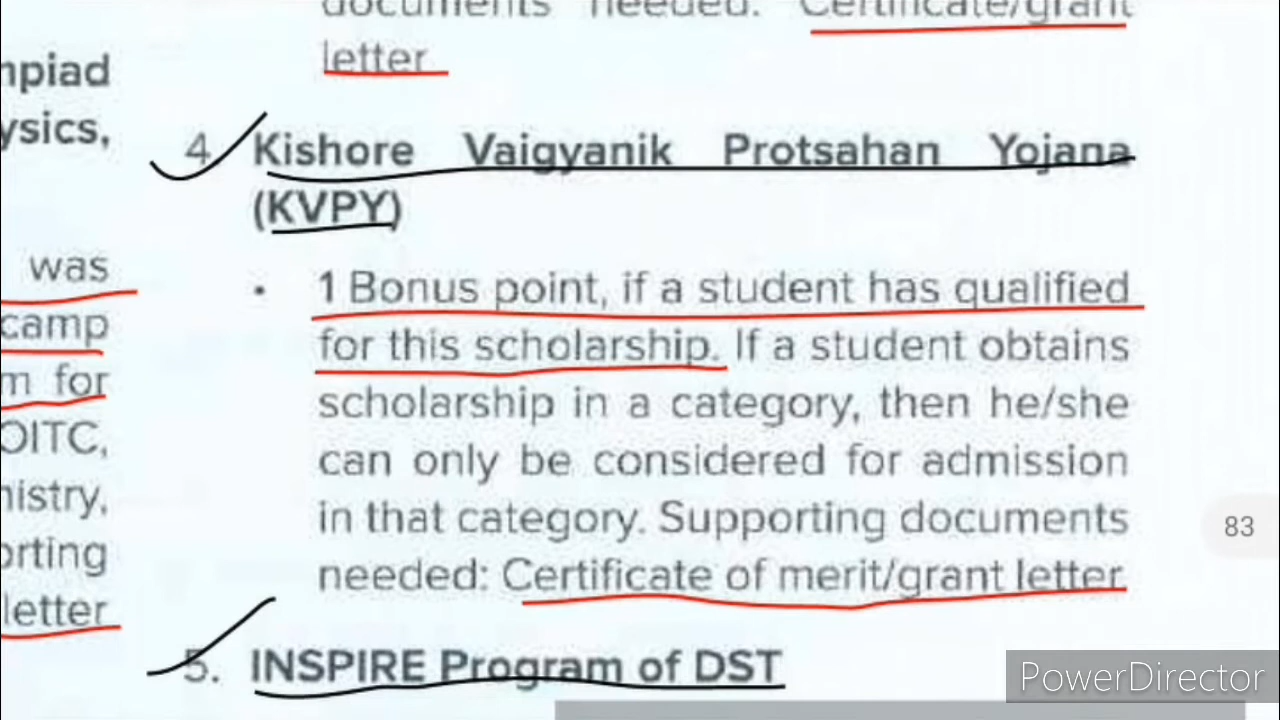 mpiad
ysics,
was
camp
m for
OITC,
nistry,
orting
letter
documents needed: Certificate/grant
letter
4 Kishore Vaigyanik Protsahan Yojana
(KVPY)
• 1 Bonus point, if a student has qualified
for this scholarship. If a student obtains
scholarship in a category, then he/she
can only be considered for admission
in that category. Supporting documents
needed: Certificate of merit/grant letter
5. INSPIRE Program of DST
83
PowerDirector